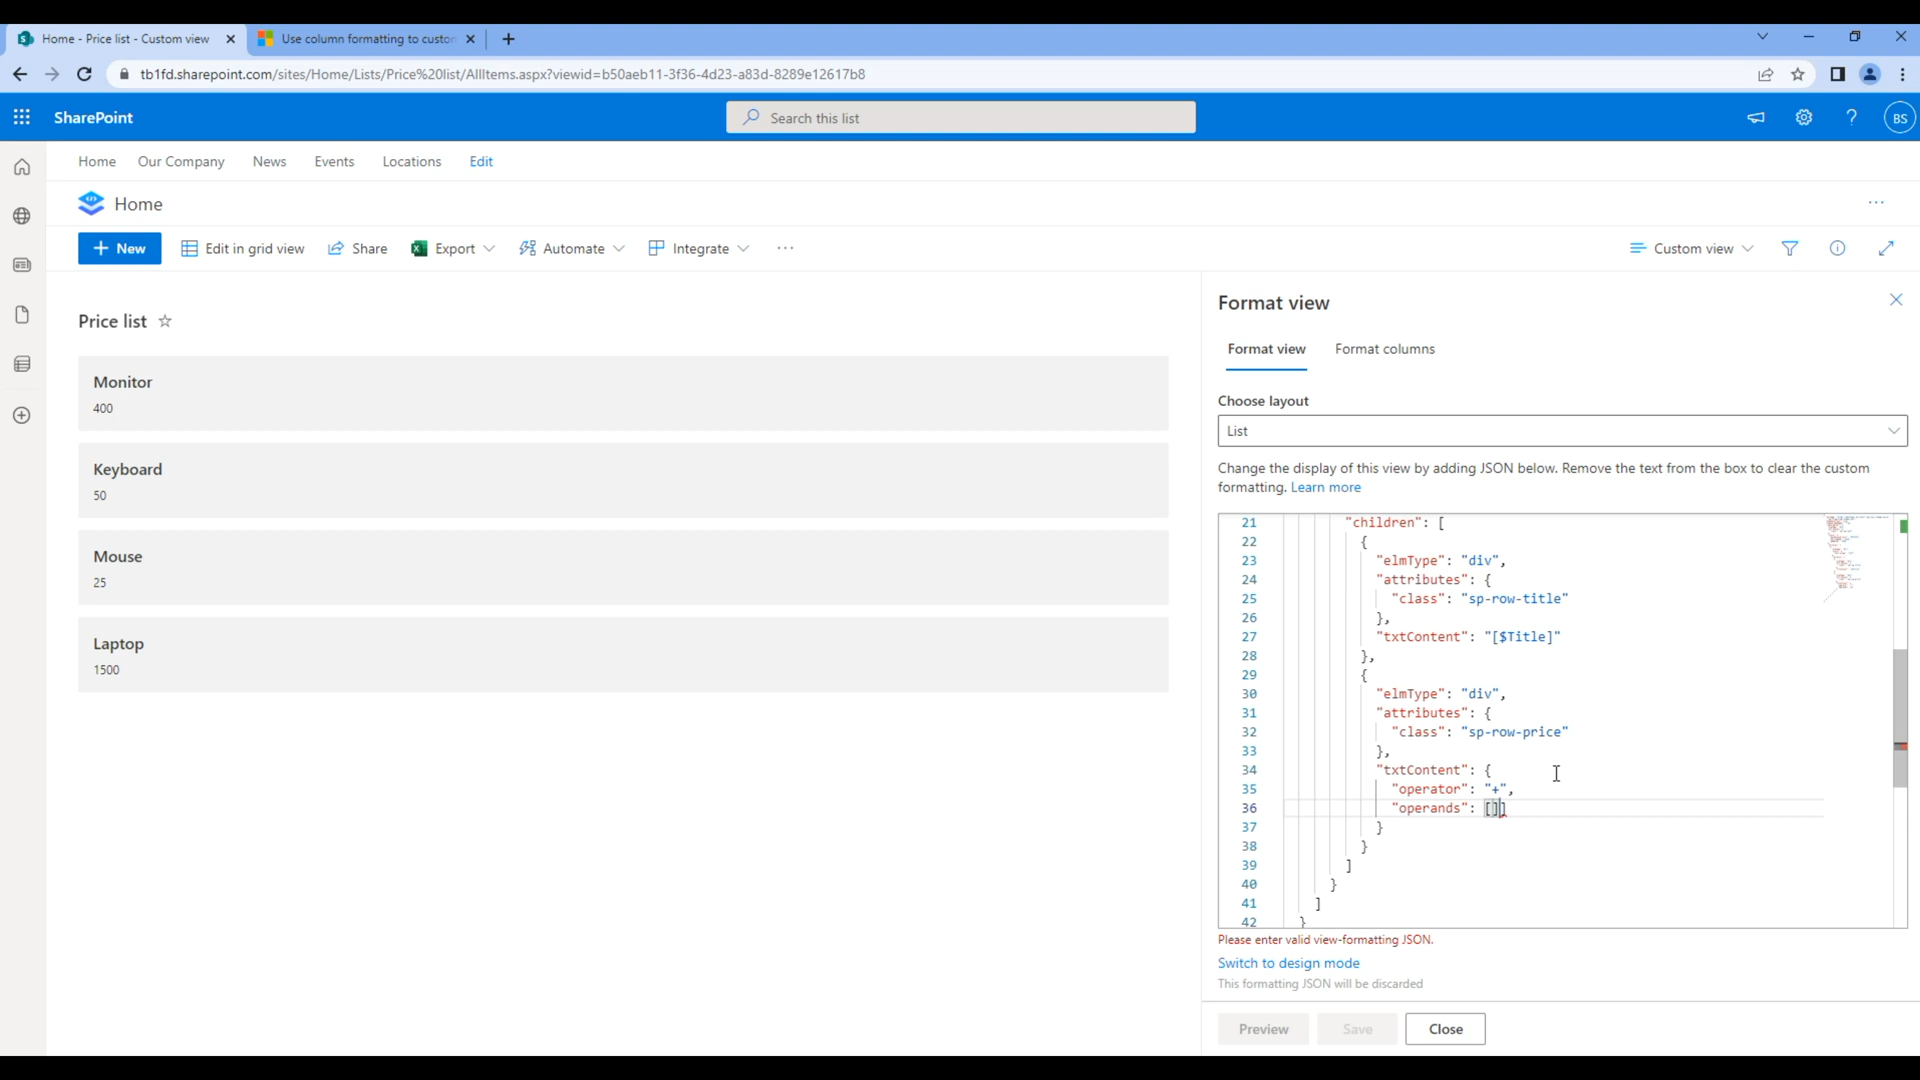 Home - Price list - Custom view
Use column formatting to custor
tb1fd.sharepoint.com/sites/Home/Lists/Price%20list/AllItems.aspx?viewid=b50aeb11-3f36-4d23-a83d-8289e12617b8
SharePoint
Search this list
BS
Home Our Company News Events Locations Edit
Home
New Edit in grid view Share Export Automate Integrate Custom view
Price list
Monitor
400
Keyboard
50
Mouse
25
Laptop
1500
Format view
Format view Format columns
Choose layout
List
Change the display of this view by adding JSON below. Remove the text from the box to clear the custom
formatting. Learn more
21 "children": [
22 {
23 "elmType": "div",
24 "attributes": {
25 "class": "sp-row-title"
26 },
27 "txtContent": "[$Title]"
28 },
29 {
30 "elmType": "div",
31 "attributes": {
32 "class": "sp-row-price"
33 },
34 "txtContent": {
35 "operator": "+",
36 "operands": []]
37 }
38 }
39 ]
40 }
41 ]
42 }
Please enter valid view-formatting JSON.
Switch to design mode
This formatting JSON will be discarded
Preview Save Close